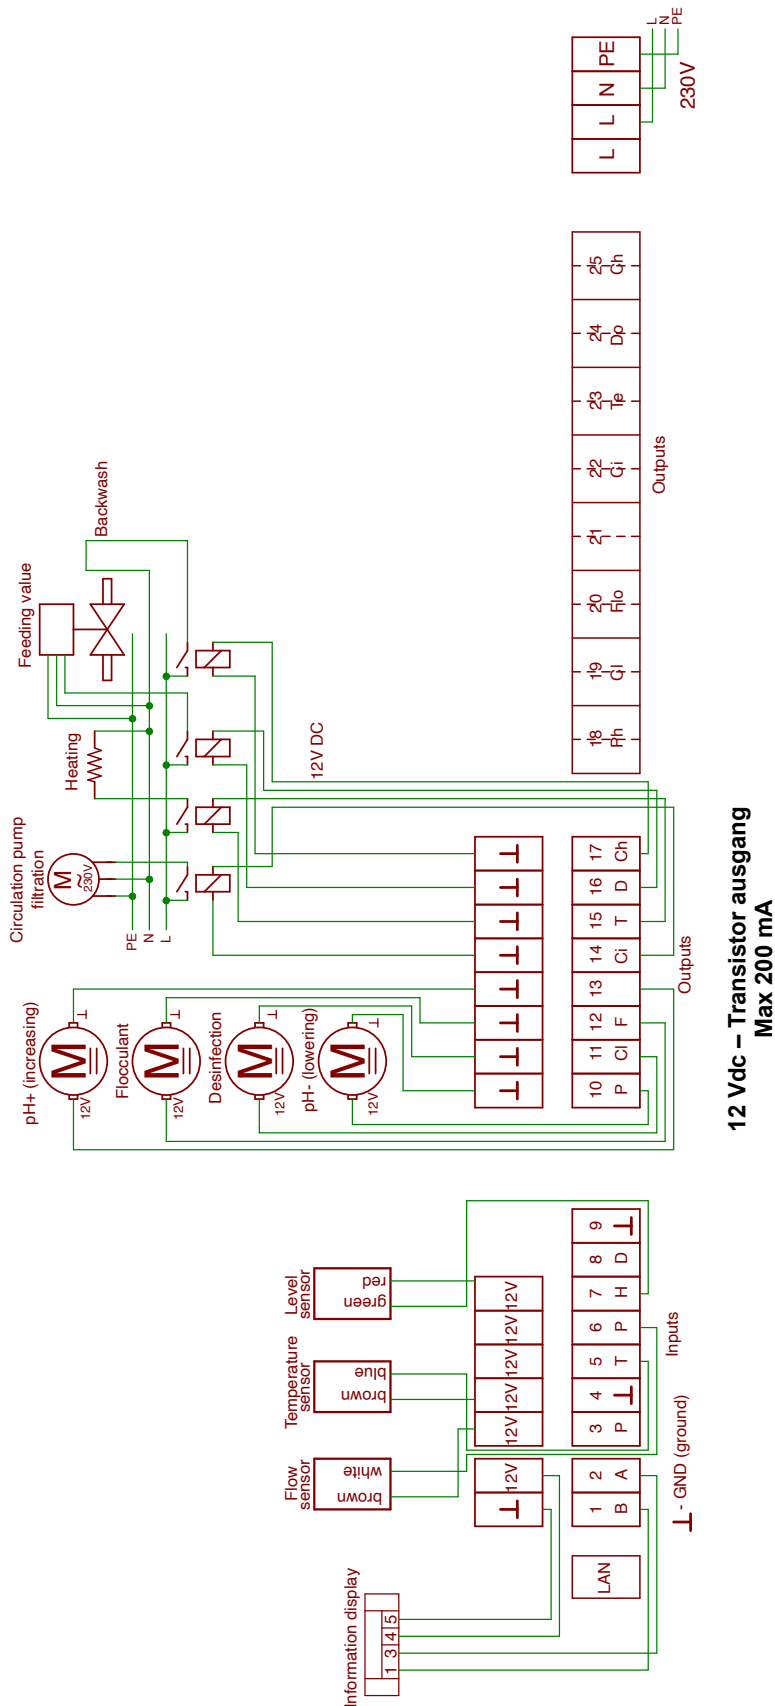 Information display
1 3 4 5
Flow
sensor
brown
white
Temperature
sensor
brown
blue
Level
sensor
green
red
pH+ (increasing)
12V
M
Flocculant
12V
M
Desinfection
12V
M
pH- (lowering)
12V
M
Circulation pump
filtration
M
~
230V
Heating
Feeding value
Backwash
PE
N
L
12V DC
12V
12V
12V
12V
12V
12V
LAN
1 2 3 4 5 6 7 8 9
B A P T P H D
Inputs
- GND (ground)
10 11 12 13 14 15 16 17
P Cl F Ci T D Ch
Outputs
18 19 20 21 22 23 24 25
Ph Cl Flo Ci Te Do Ch
Outputs
L L N PE
L
N
PE
230V
12 Vdc – Transistor ausgang
Max 200 mA